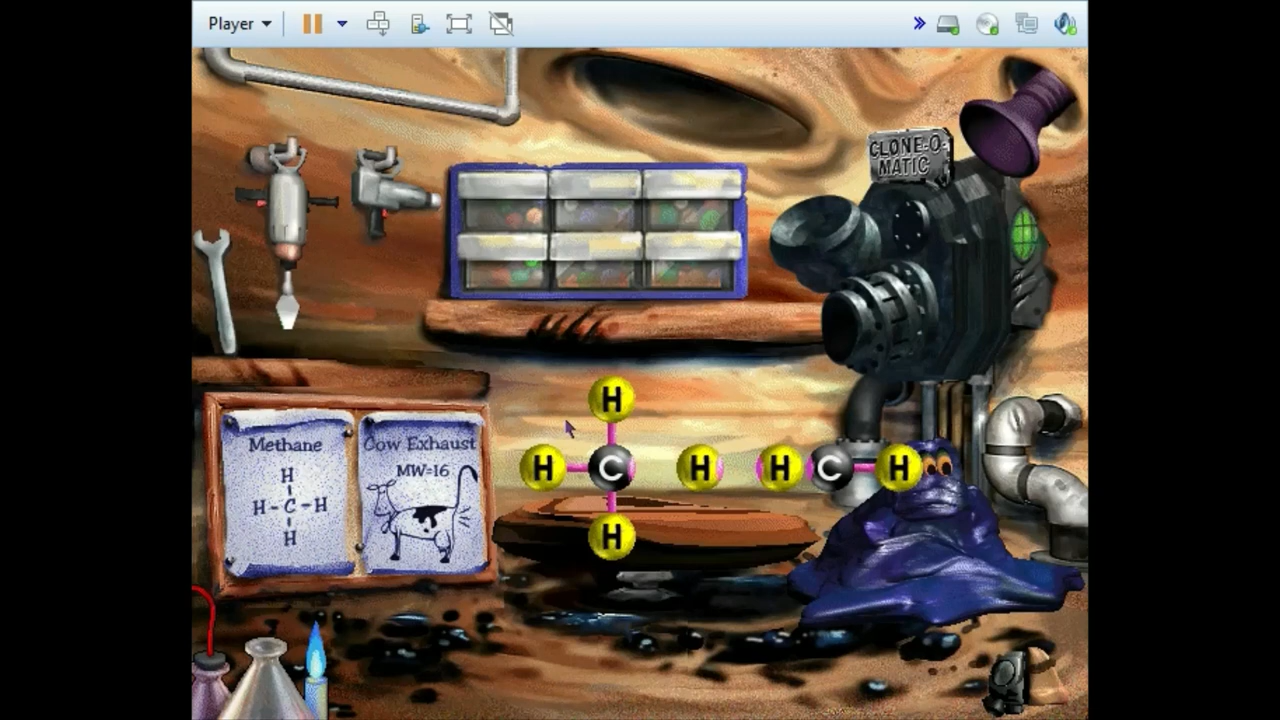 Player
CLONE-O-
MATIC
Methane
H
H-C-H
H
Cow Exhaust
MW=16
H
H C H H C H
H